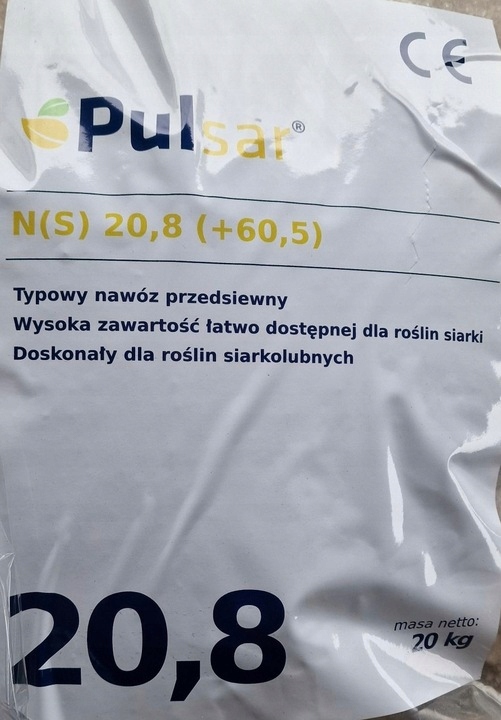 CE
Pulsar®
N(S) 20,8 (+60,5)
Typowy nawóz przedsiewny
Wysoka zawartość łatwo dostępnej dla roślin siarki
Doskonały dla roślin siarkolubnych
20,8
masa netto:
20 kg